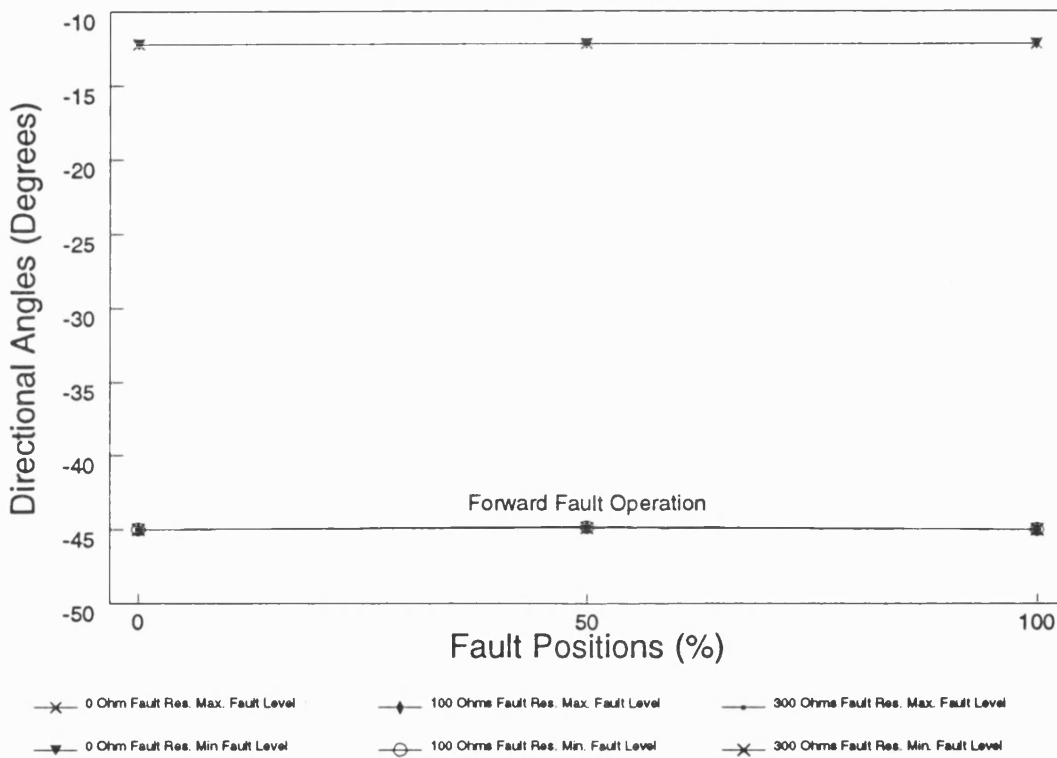 Directional Angles (Degrees)
-10
-15
-20
-25
-30
-35
-40
-45
-50
Forward Fault Operation
0
50
100
Fault Positions (%)
0 Ohm Fault Res. Max. Fault Level
100 Ohms Fault Res. Max. Fault Level
300 Ohms Fault Res. Max. Fault Level
0 Ohm Fault Res. Min Fault Level
100 Ohms Fault Res. Min. Fault Level
300 Ohms Fault Res. Min. Fault Level